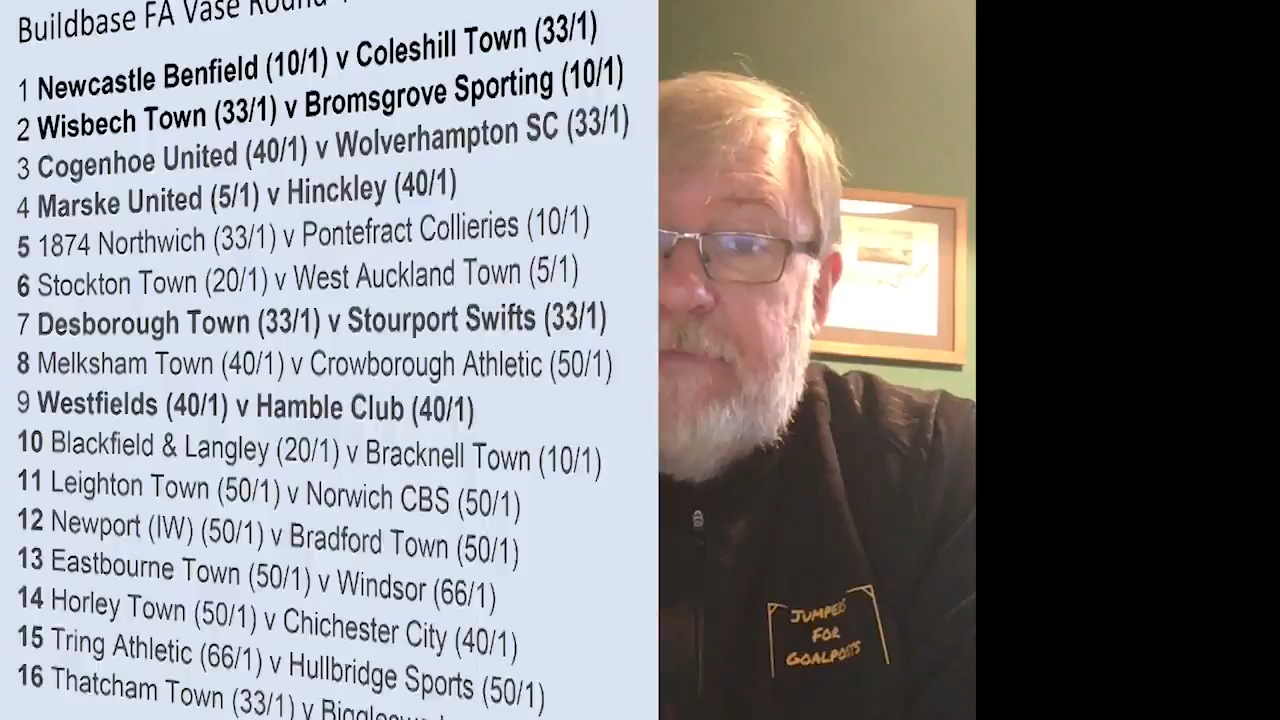 Buildbase FA Vase Round
1 Newcastle Benfield (10/1) v Coleshill Town (33/1)
2 Wisbech Town (33/1) v Bromsgrove Sporting (10/1)
3 Cogenhoe United (40/1) v Wolverhampton SC (33/1)
4 Marske United (5/1) v Hinckley (40/1)
5 1874 Northwich (33/1) v Pontefract Collieries (10/1)
6 Stockton Town (20/1) v West Auckland Town (5/1)
7 Desborough Town (33/1) v Stourport Swifts (33/1)
8 Melksham Town (40/1) v Crowborough Athletic (50/1)
9 Westfields (40/1) v Hamble Club (40/1)
10 Blackfield & Langley (20/1) v Bracknell Town (10/1)
11 Leighton Town (50/1) v Norwich CBS (50/1)
12 Newport (IW) (50/1) v Bradford Town (50/1)
13 Eastbourne Town (50/1) v Windsor (66/1)
14 Horley Town (50/1) v Chichester City (40/1)
15 Tring Athletic (66/1) v Hullbridge Sports (50/1)
16 Thatcham Town (33/1) v
JUMPERS
FOR
GOALPOSTS